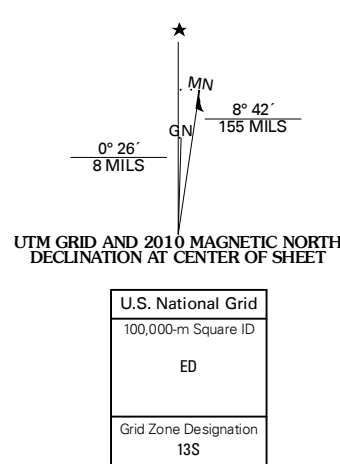 ★
MN
8° 42´
155 MILS
GN
0° 26´
8 MILS
UTM GRID AND 2010 MAGNETIC NORTH
DECLINATION AT CENTER OF SHEET
U.S. National Grid
100,000-m Square ID
ED
Grid Zone Designation
13S